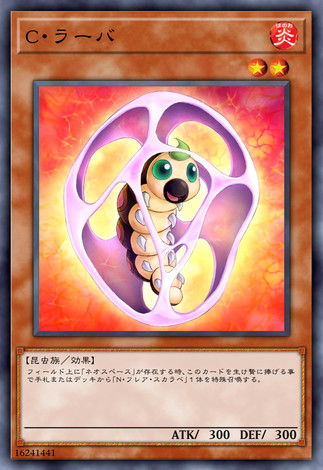 C・ラーバ
炎
ほのお
【昆虫族／効果】
フィールド上に「ネオスペース」が存在する時、このカードを生け贄に捧げる事
で手札またはデッキから「N・フレア・スカラベ」１体を特殊召喚する。
ATK/ 300 DEF/ 300
16241441